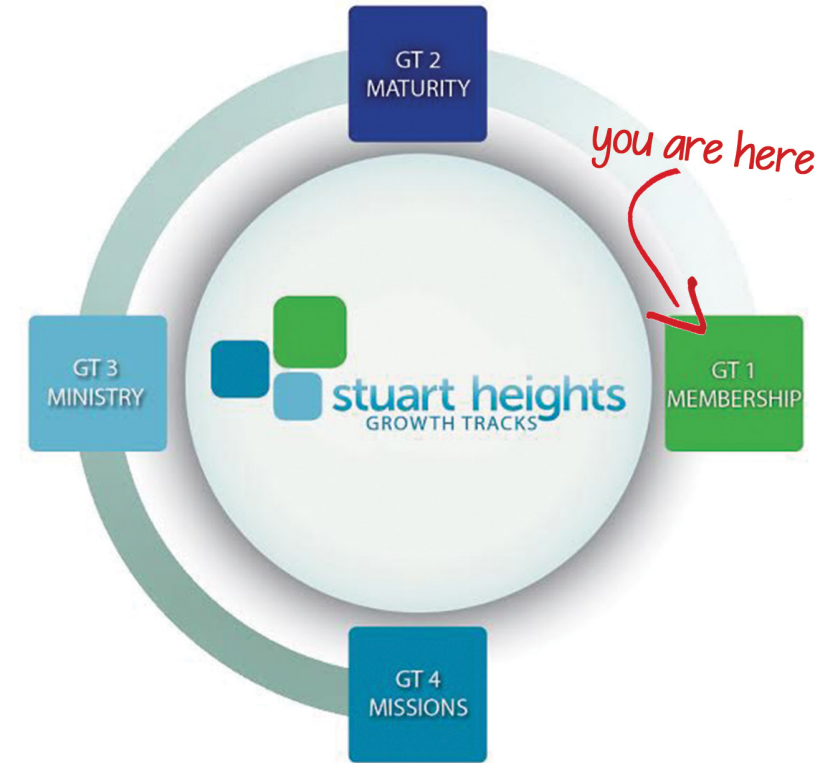 GT 2
MATURITY
you are here
GT 3
MINISTRY
stuart heights
GROWTH TRACKS
GT 1
MEMBERSHIP
GT 4
MISSIONS